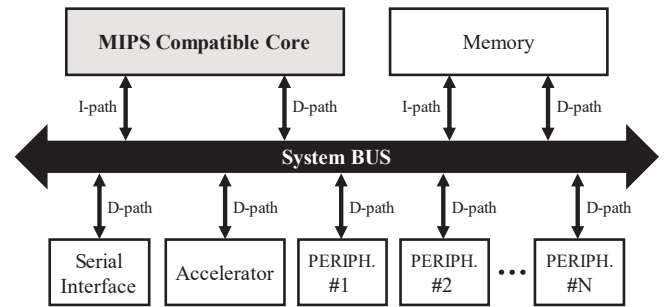 MIPS Compatible Core
Memory
I-path
D-path
I-path
D-path
System BUS
D-path
D-path
D-path
D-path
D-path
Serial
Interface
Accelerator
PERIPH.
#1
PERIPH.
#2
...
PERIPH.
#N